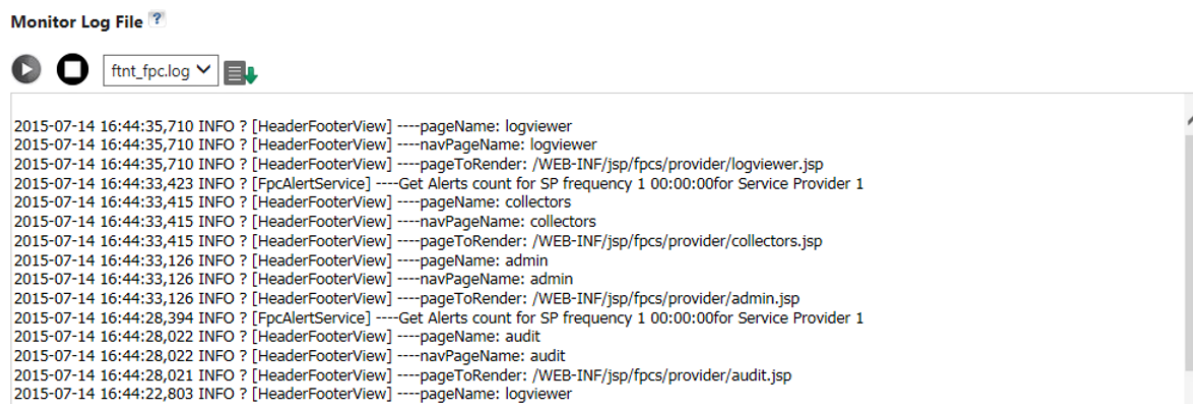 Monitor Log File ?
ftnt_fpc.log
2015-07-14 16:44:35,710 INFO ? [HeaderFooterView] ----pageName: logviewer
2015-07-14 16:44:35,710 INFO ? [HeaderFooterView] ----navPageName: logviewer
2015-07-14 16:44:35,710 INFO ? [HeaderFooterView] ----pageToRender: /WEB-INF/jsp/fpcs/provider/logviewer.jsp
2015-07-14 16:44:33,423 INFO ? [FpcAlertService] ----Get Alerts count for SP frequency 1 00:00:00for Service Provider 1
2015-07-14 16:44:33,415 INFO ? [HeaderFooterView] ----pageName: collectors
2015-07-14 16:44:33,415 INFO ? [HeaderFooterView] ----navPageName: collectors
2015-07-14 16:44:33,415 INFO ? [HeaderFooterView] ----pageToRender: /WEB-INF/jsp/fpcs/provider/collectors.jsp
2015-07-14 16:44:33,126 INFO ? [HeaderFooterView] ----pageName: admin
2015-07-14 16:44:33,126 INFO ? [HeaderFooterView] ----navPageName: admin
2015-07-14 16:44:33,126 INFO ? [HeaderFooterView] ----pageToRender: /WEB-INF/jsp/fpcs/provider/admin.jsp
2015-07-14 16:44:28,394 INFO ? [FpcAlertService] ----Get Alerts count for SP frequency 1 00:00:00for Service Provider 1
2015-07-14 16:44:28,022 INFO ? [HeaderFooterView] ----pageName: audit
2015-07-14 16:44:28,022 INFO ? [HeaderFooterView] ----navPageName: audit
2015-07-14 16:44:28,021 INFO ? [HeaderFooterView] ----pageToRender: /WEB-INF/jsp/fpcs/provider/audit.jsp
2015-07-14 16:44:22,803 INFO ? [HeaderFooterView] ----pageName: logviewer